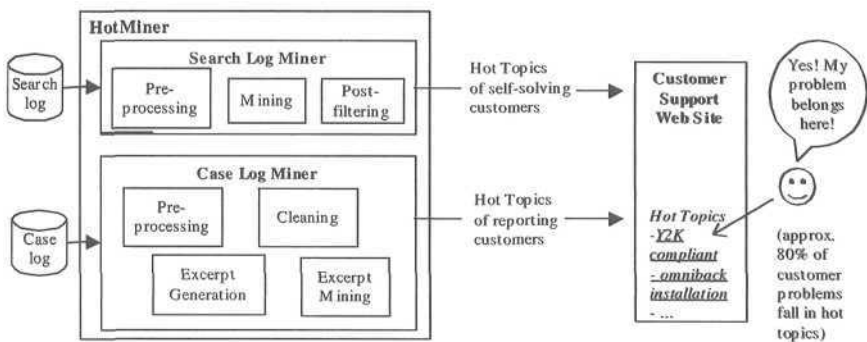 HotMiner
Search Log Miner
Search
log
Pre-
processing
Mining
Post-
filtering
Hot Topics
of self-solving
customers
Case Log Miner
Case
log
Pre-
processing
Cleaning
Excerpt
Generation
Excerpt
Mining
Hot Topics
of reporting
customers
Customer
Support
Web Site
Hot Topics
-Y2K
compliant
- omniback
installation
- ...
Yes! My
problem
belongs
here!
(approx.
80% of
customer
problems
fall in hot
topics)